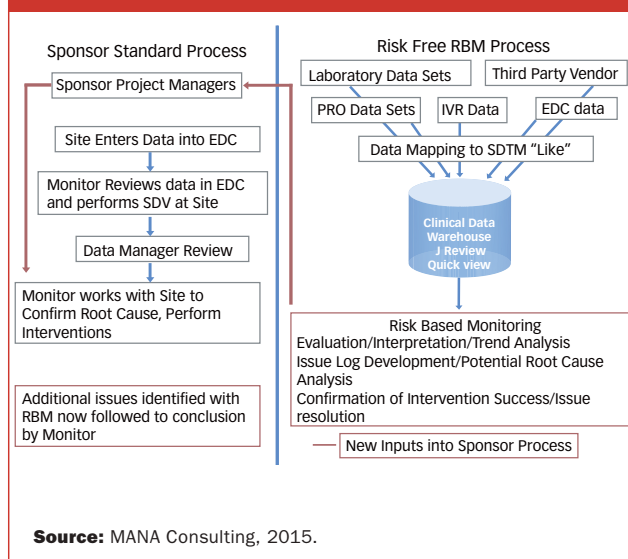 Sponsor Standard Process
Sponsor Project Managers
Site Enters Data into EDC
Monitor Reviews data in EDC
and performs SDV at Site
Data Manager Review
Monitor works with Site to
Confirm Root Cause, Perform
Interventions
Additional issues identified with
RBM now followed to conclusion
by Monitor
Risk Free RBM Process
Laboratory Data Sets
Third Party Vendor
PRO Data Sets
IVR Data
EDC data
Data Mapping to SDTM “Like”
Clinical Data
Warehouse
J Review
Quick view
Risk Based Monitoring
Evaluation/Interpretation/Trend Analysis
Issue Log Development/Potential Root Cause
Analysis
Confirmation of Intervention Success/Issue
resolution
New Inputs into Sponsor Process
Source: MANA Consulting, 2015.